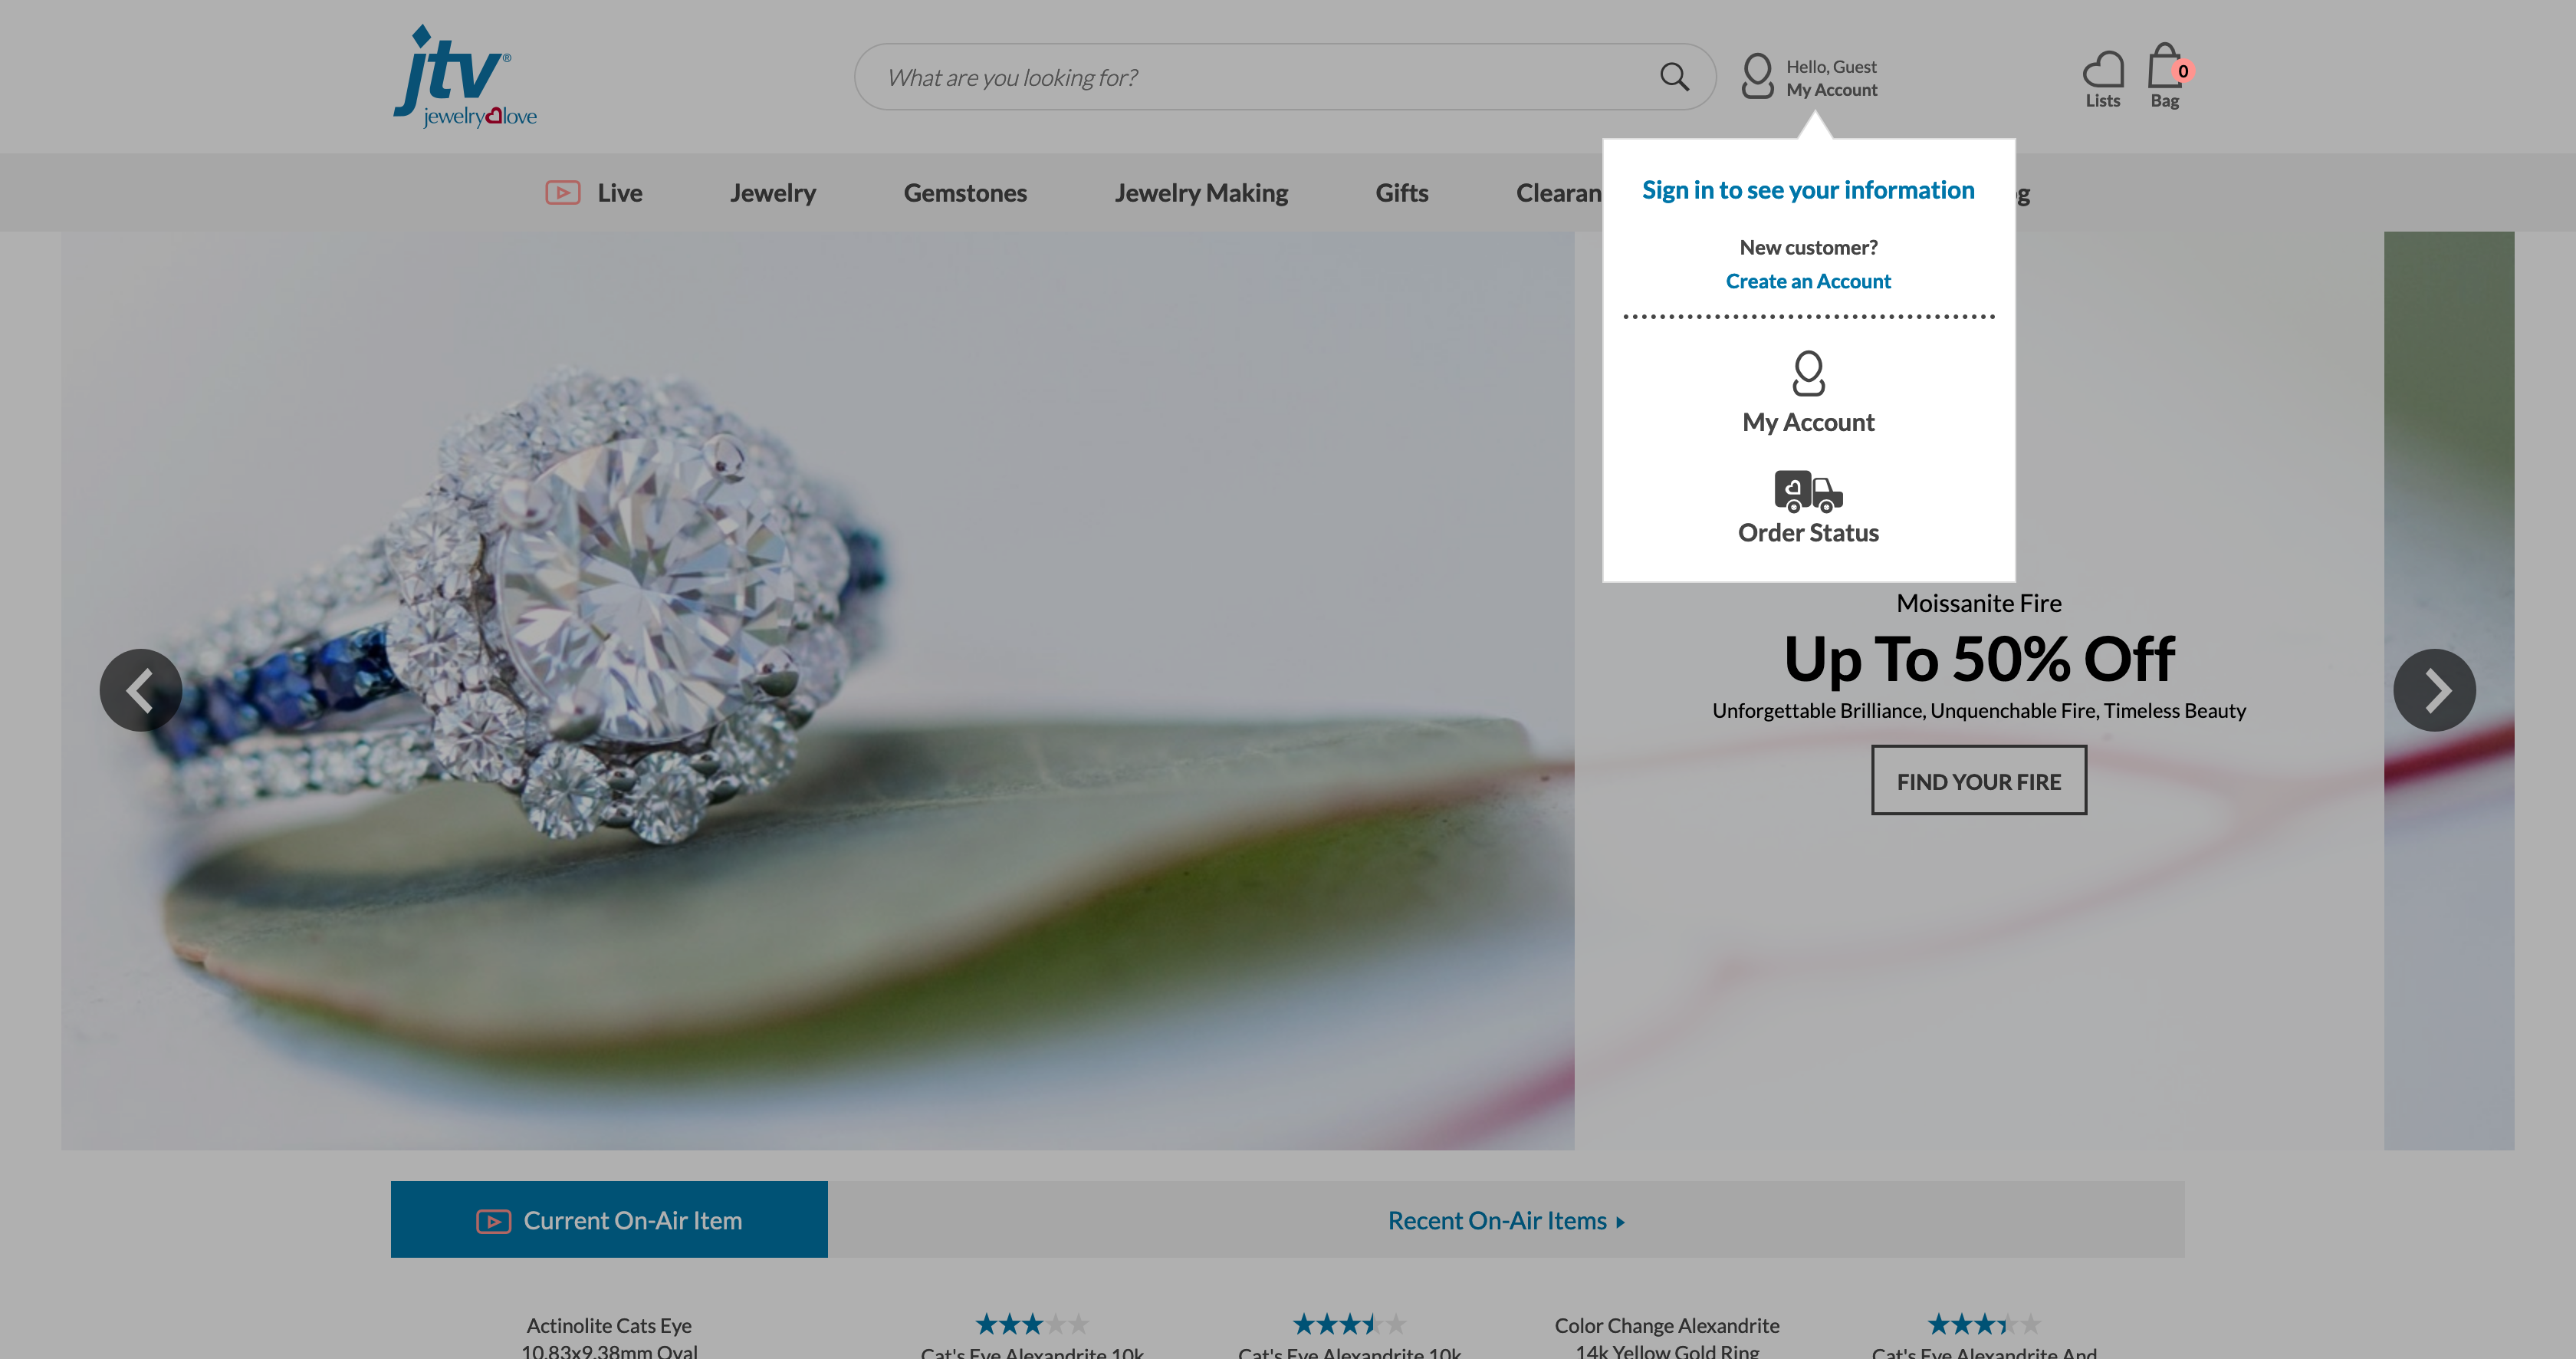 jtv®
jewelry love
What are you looking for?
Hello, Guest
My Account
Lists
0
Bag
Live
Jewelry
Gemstones
Jewelry Making
Gifts
Sign in to see your information
New customer?
Create an Account
My Account
Order Status
Moissanite Fire
Up To 50% Off
Unforgettable Brilliance, Unquenchable Fire, Timeless Beauty
FIND YOUR FIRE
Current On-Air Item
Recent On-Air Items
Actinolite Cats Eye
10.83x9.38mm Oval
Cat's Eye Alexandrite 10k
Cat's Eye Alexandrite 10k
Color Change Alexandrite
14k Yellow Gold Ring
Cat's Eye Alexandrite And